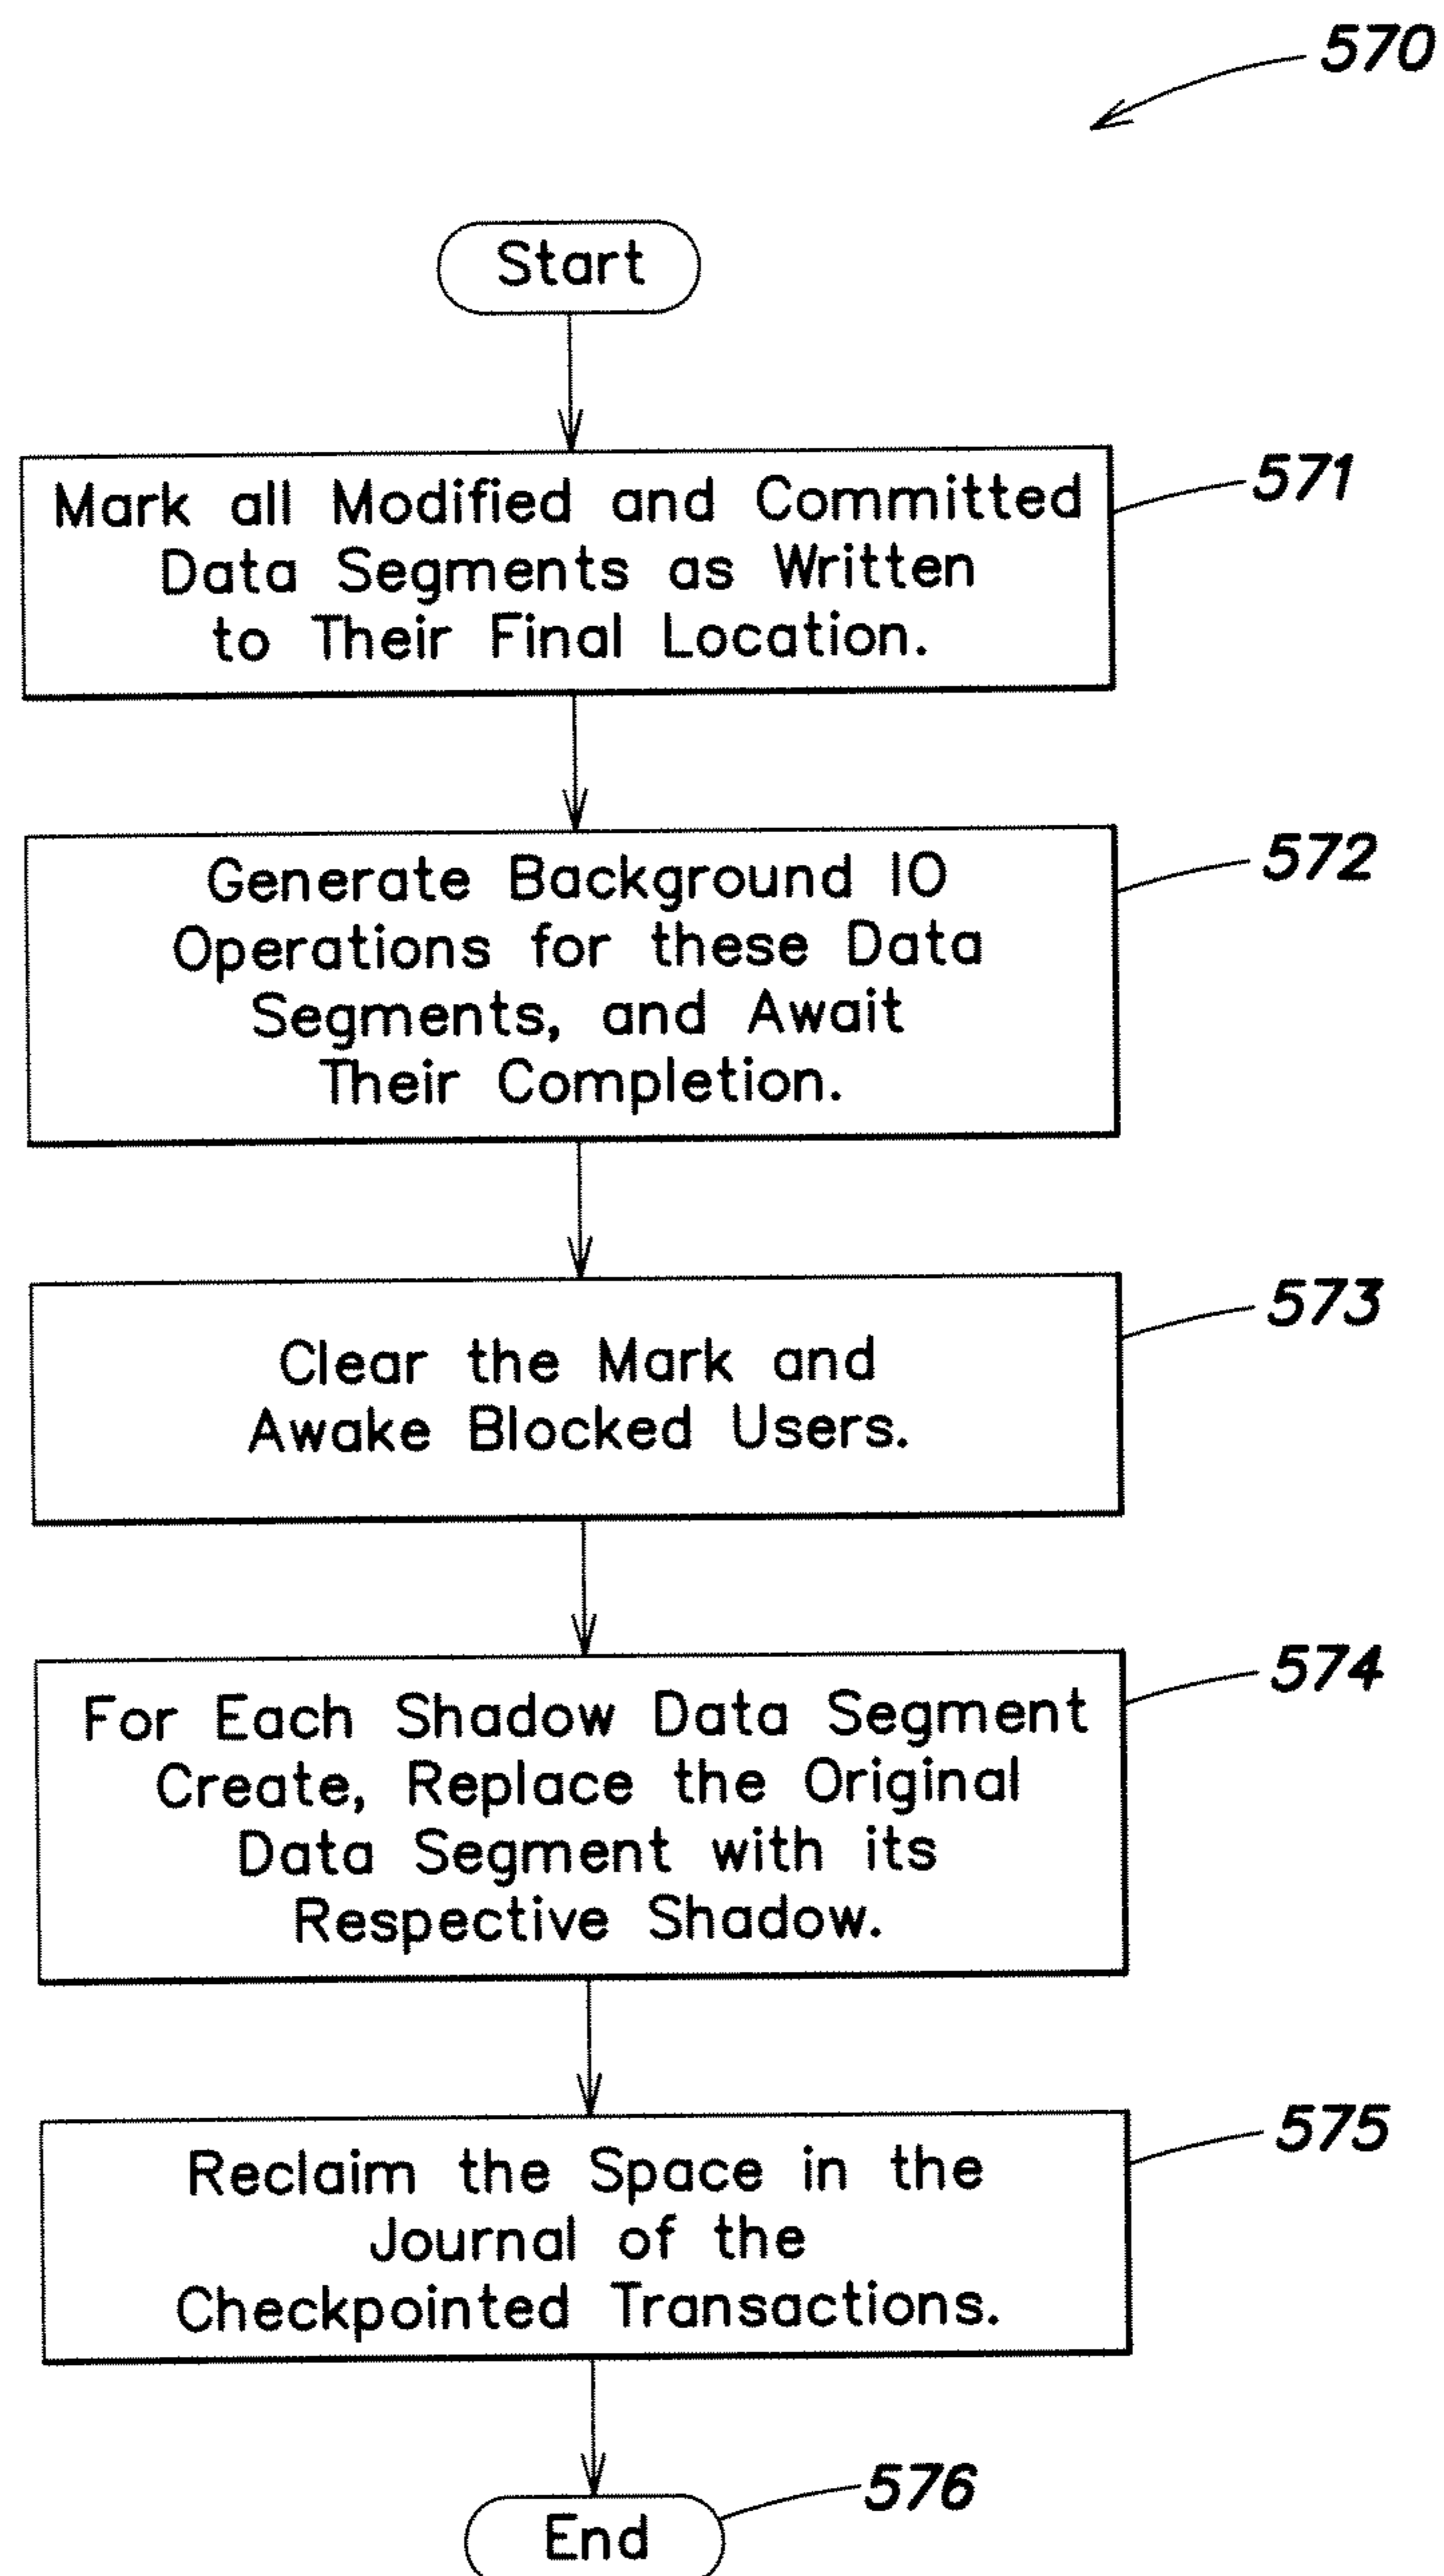 570
Start
Mark all Modified and Committed
Data Segments as Written
to Their Final Location.
571
Generate Background IO
Operations for these Data
Segments, and Await
Their Completion.
572
Clear the Mark and
Awake Blocked Users.
573
For Each Shadow Data Segment
Create, Replace the Original
Data Segment with its
Respective Shadow.
574
Reclaim the Space in the
Journal of the
Checkpointed Transactions.
575
End
576